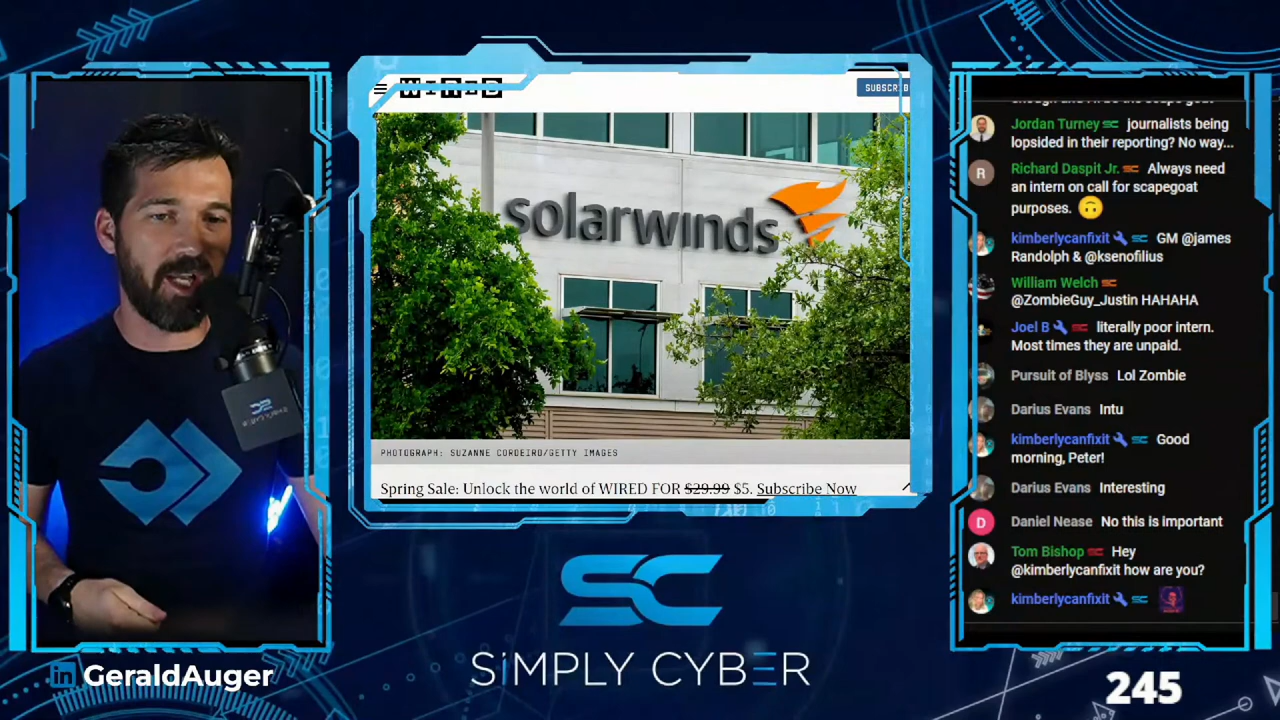 WIRED
SUBSCRIB
solarwinds
PHOTOGRAPH: SUZANNE CORDEIRO/GETTY IMAGES
Spring Sale: Unlock the world of WIRED FOR $29.99 $5. Subscribe Now
SC
SiMPLY CYBER
in GeraldAuger
Jordan Turney journalists being
lopsided in their reporting? No way...
R
Richard Daspit Jr. Always need
an intern on call for scapegoat
purposes. 🙃
kimberlycanfixit GM @james
Randolph & @ksenofilius
William Welch
@ZombieGuy_Justin HAHAHA
Joel B literally poor intern.
Most times they are unpaid.
Pursuit of Blyss Lol Zombie
Darius Evans Intu
kimberlycanfixit Good
morning, Peter!
Darius Evans Interesting
D Daniel Nease No this is important
Tom Bishop Hey
@kimberlycanfixit how are you?
kimberlycanfixit
245